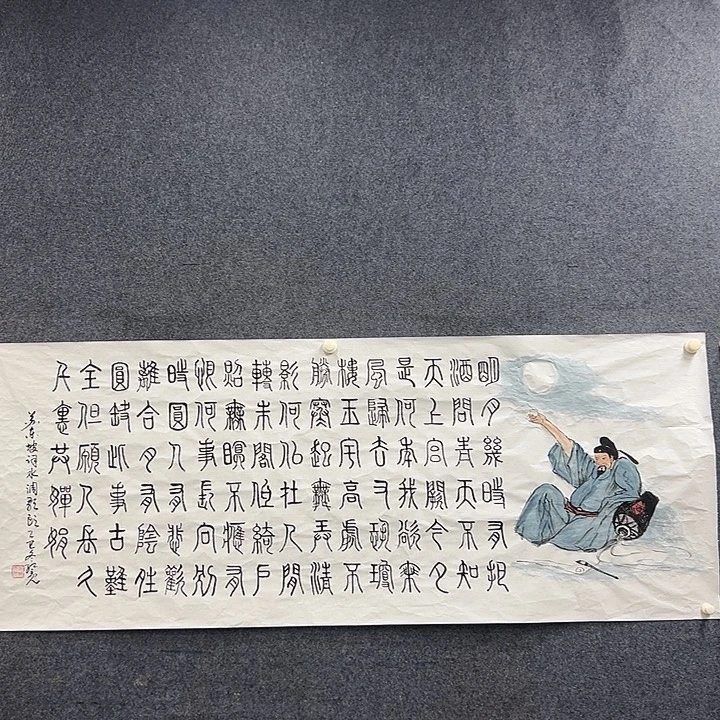 明月幾時有把
酒問青天不知
天上宮闕今夕
是何年我欲乘
風歸去又恐瓊
樓玉宇高處不
勝寒起舞弄清
影何似在人間
轉朱閣低綺戶
照無眠不應有
恨何事長向別
時圓人有悲歡
離合月有陰晴
圓缺此事古難
全但願人長久
千里共嬋娟
蘇東坡詞水調歌頭